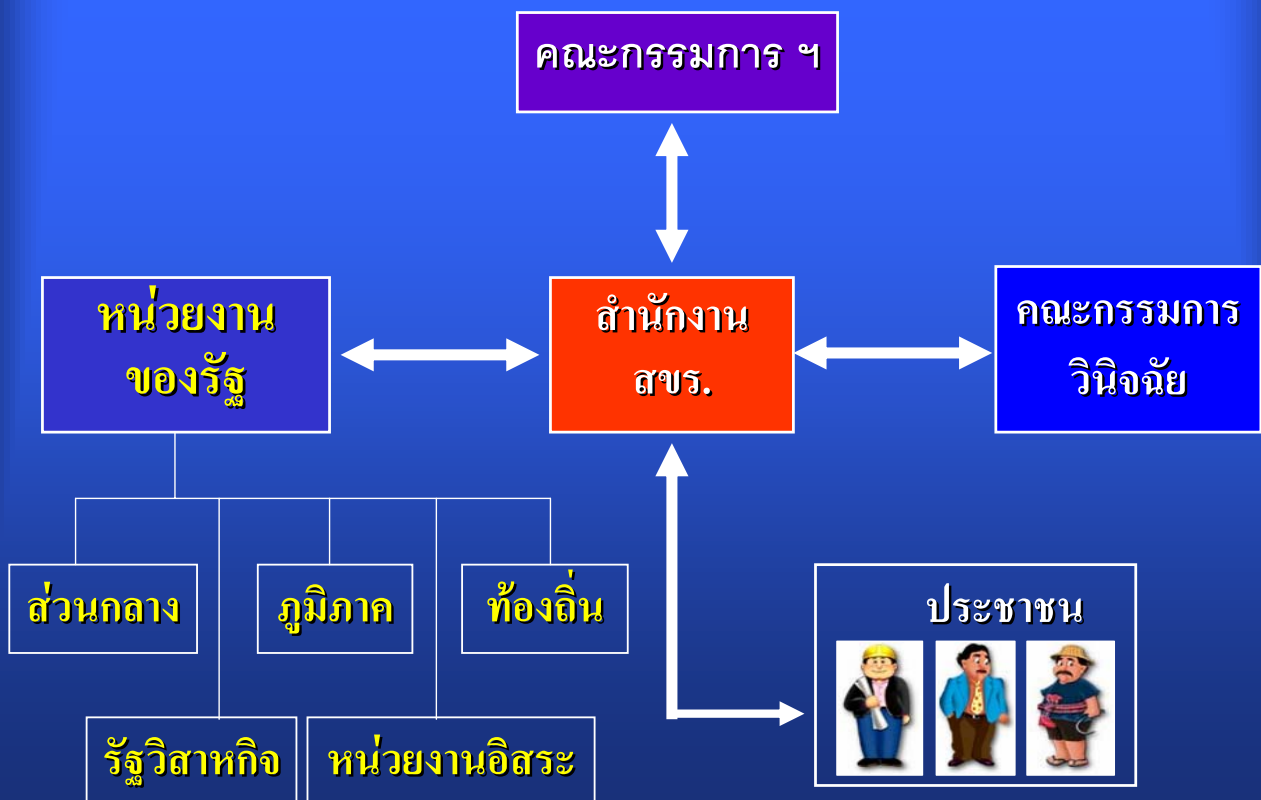 คณะกรรมการ ฯ
หน่วยงาน
ของรัฐ
สำนักงาน
สขร.
คณะกรรมการ
วินิจฉัย
ส่วนกลาง
ภูมิภาค
ท้องถิ่น
ประชาชน
รัฐวิสาหกิจ
หน่วยงานอิสระ